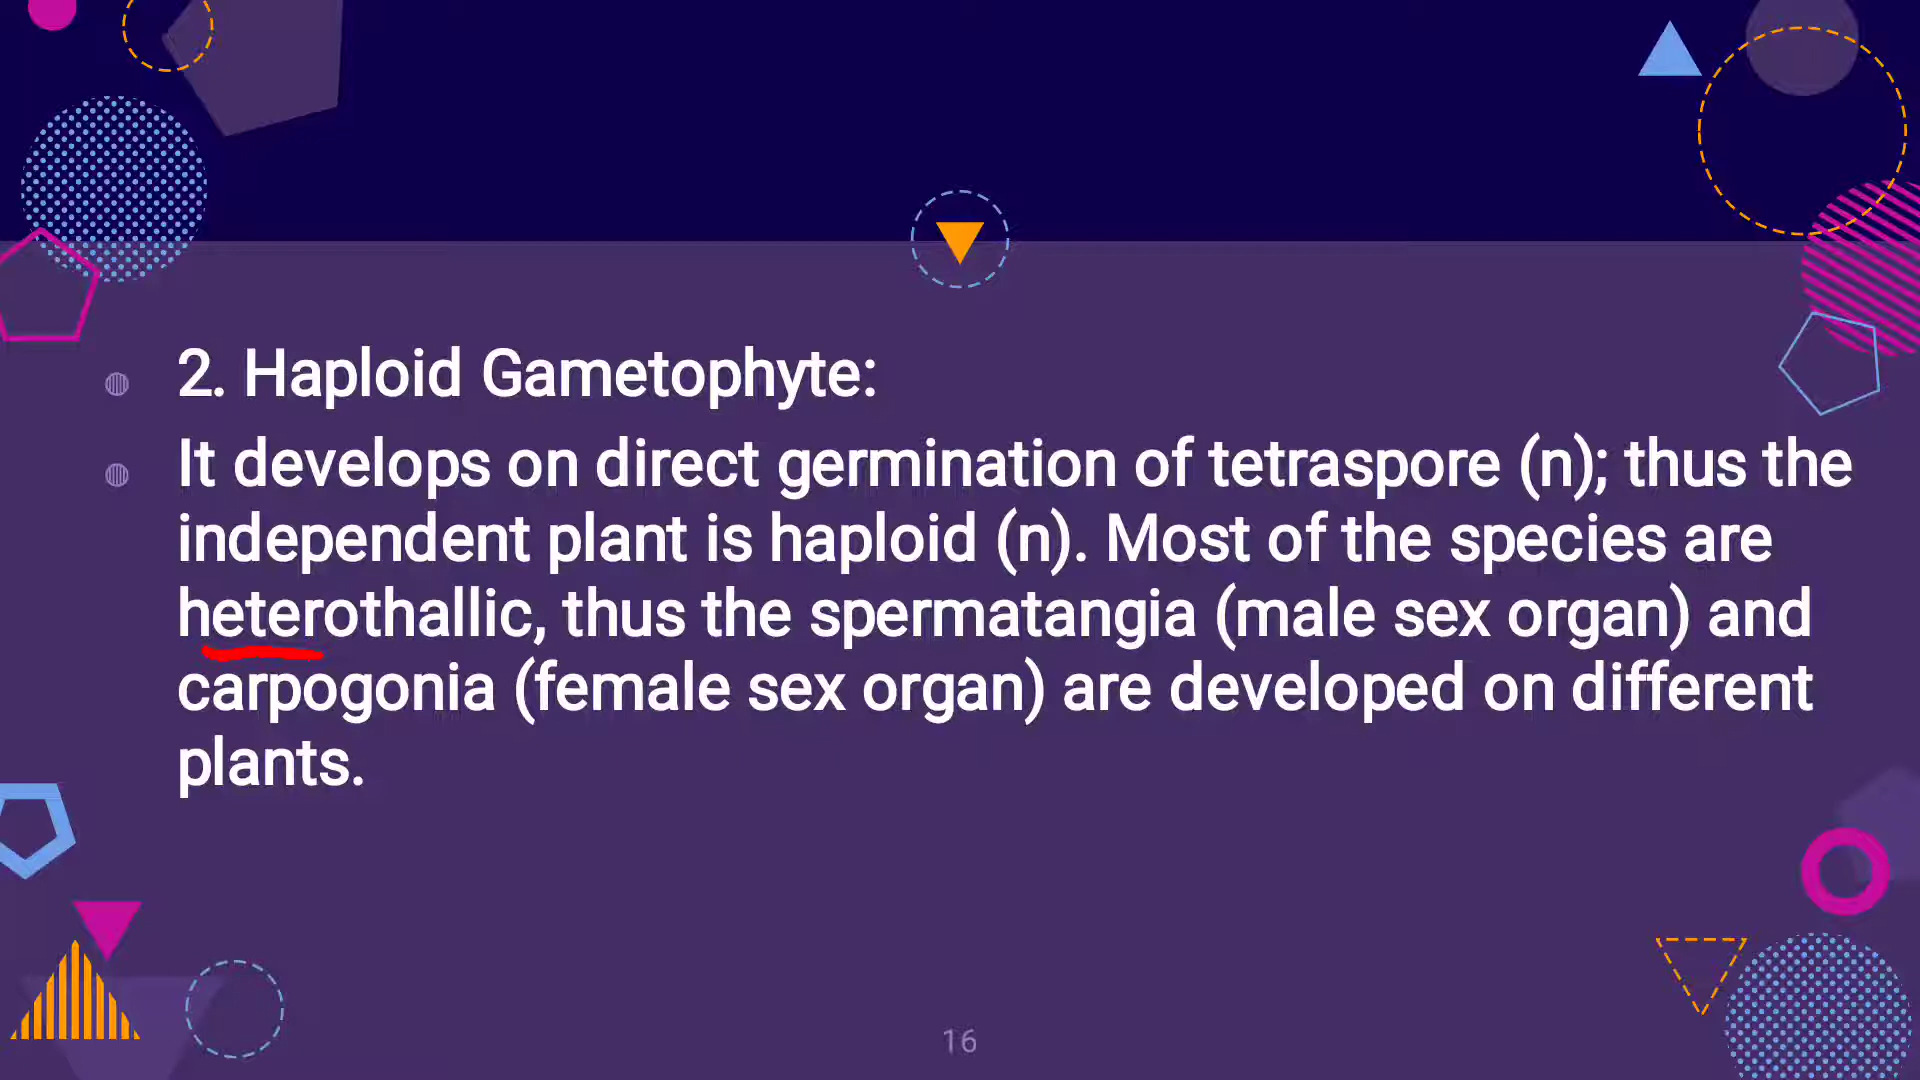 2. Haploid Gametophyte:
It develops on direct germination of tetraspore (n); thus the
independent plant is haploid (n). Most of the species are
heterothallic, thus the spermatangia (male sex organ) and
carpogonia (female sex organ) are developed on different
plants.
16